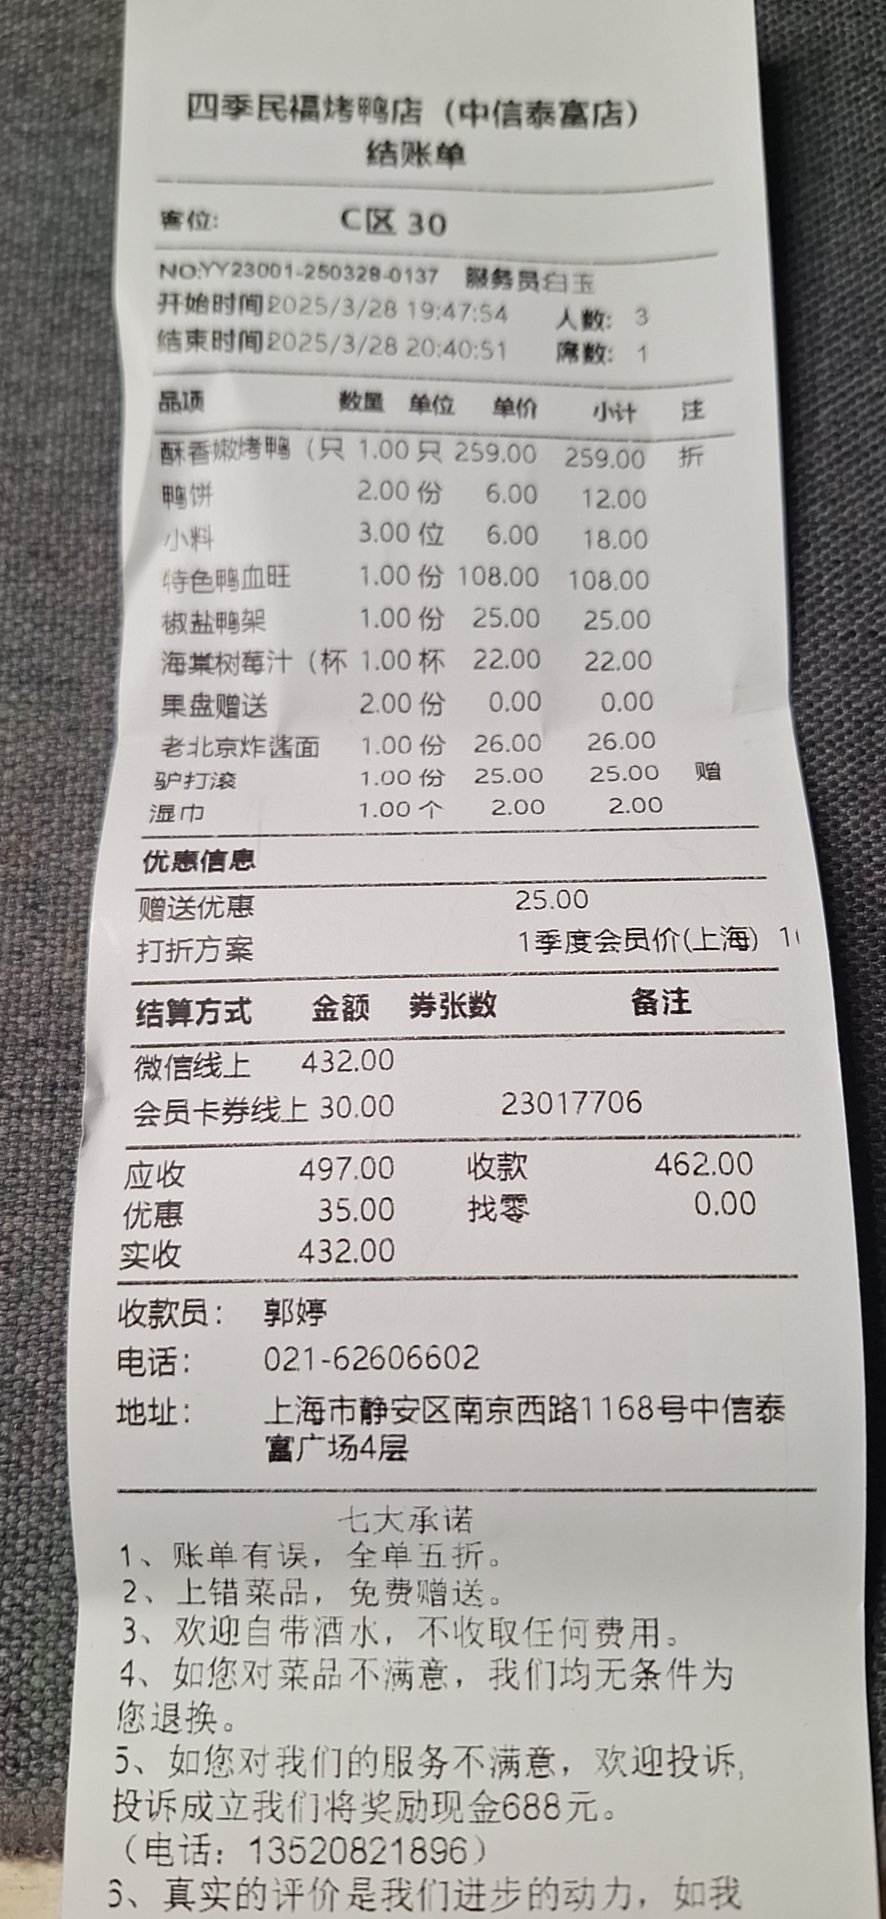 四季民福烤鸭店（中信泰富店）
结账单
客位: C区 30
NO:YY23001-250328-0137 服务员白玉
开始时间2025/3/28 19:47:54 人数: 3
结束时间2025/3/28 20:40:51 席数: 1
品项 数量 单位 单价 小计 注
酥香嫩烤鸭（只 1.00 只 259.00 259.00 折
鸭饼 2.00 份 6.00 12.00
小料 3.00 位 6.00 18.00
特色鸭血旺 1.00 份 108.00 108.00
椒盐鸭架 1.00 份 25.00 25.00
海棠树莓汁（杯 1.00 杯 22.00 22.00
果盘赠送 2.00 份 0.00 0.00
老北京炸酱面 1.00 份 26.00 26.00
驴打滚 1.00 份 25.00 25.00 赠
湿巾 1.00 个 2.00 2.00
优惠信息
赠送优惠 25.00
打折方案 1季度会员价(上海)
结算方式 金额 券张数 备注
微信线上 432.00
会员卡券线上 30.00 23017706
应收 497.00 收款 462.00
优惠 35.00 找零 0.00
实收 432.00
收款员: 郭婷
电话: 021-62606602
地址: 上海市静安区南京西路1168号中信泰
富广场4层
七大承诺
1、账单有误，全单五折。
2、上错菜品，免费赠送。
3、欢迎自带酒水，不收取任何费用。
4、如您对菜品不满意，我们均无条件为
您退换。
5、如您对我们的服务不满意，欢迎投诉,
投诉成立我们将奖励现金688元。
（电话：13520821896）
6、真实的评价是我们进步的动力，如我